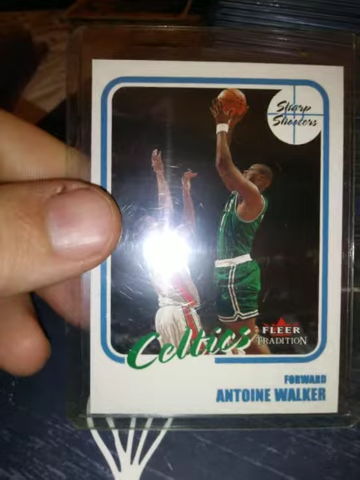 Sharp
Shooters
Celtics
FLEER
TRADITION
FORWARD
ANTOINE WALKER